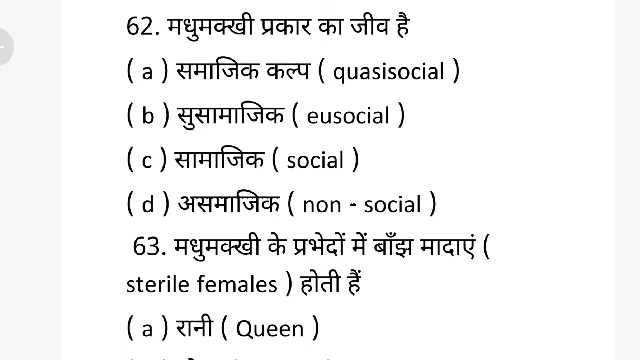 62. मधुमक्खी प्रकार का जीव है
( a ) समाजिक कल्प ( quasisocial )
( b ) सुसामाजिक ( eusocial )
( c ) सामाजिक ( social )
( d ) असमाजिक ( non - social )
63. मधुमक्खी के प्रभेदों में बाँझ मादाएं (
sterile females ) होती हैं
( a ) रानी ( Queen )